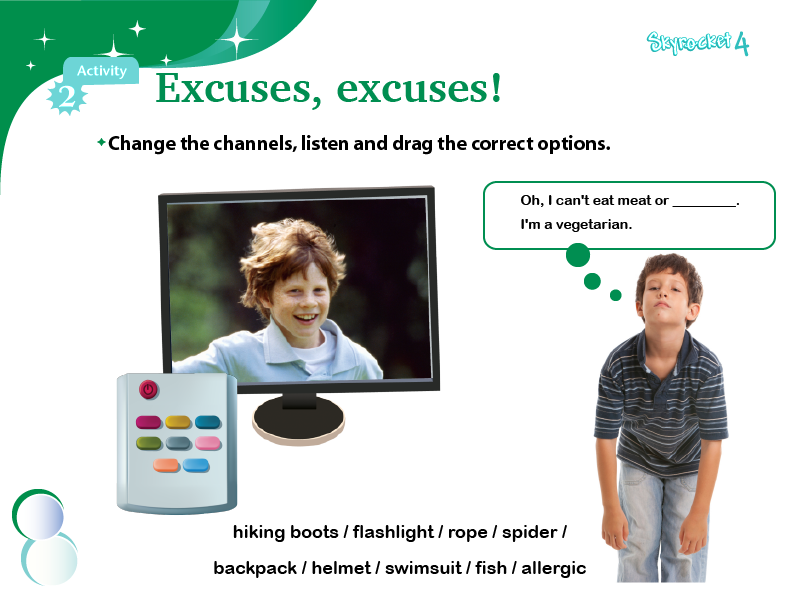 Skyrocket 4
Activity
2
Excuses, excuses!
Change the channels, listen and drag the correct options.
Oh, I can't eat meat or _________.
I'm a vegetarian.
hiking boots / flashlight / rope / spider /
backpack / helmet / swimsuit / fish / allergic